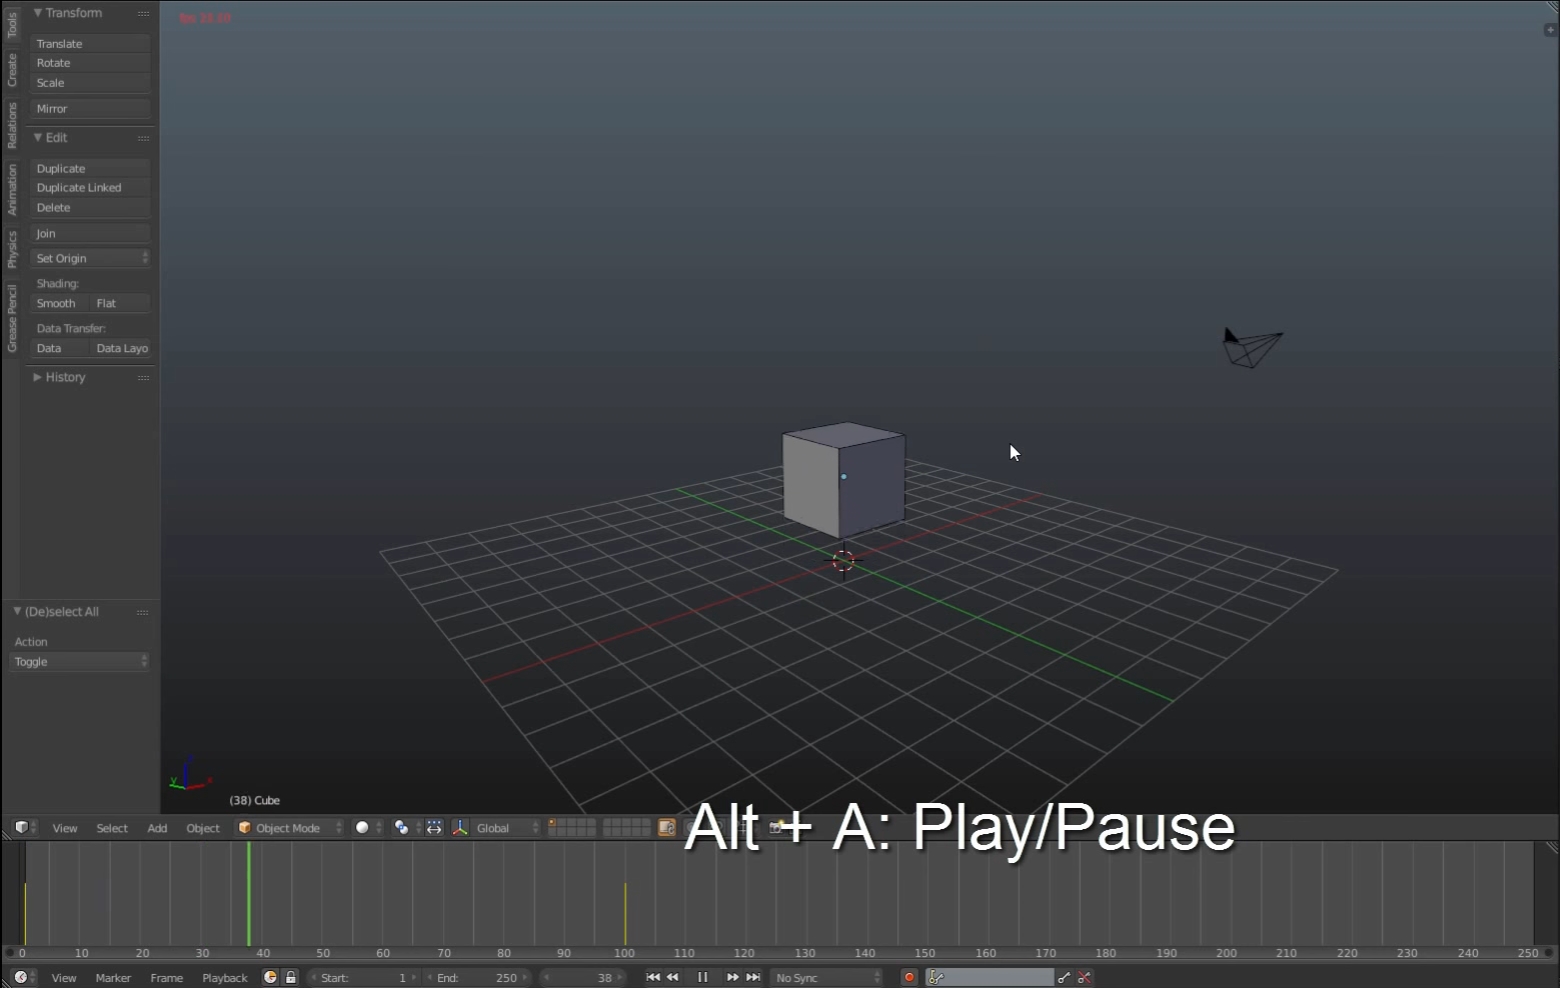 Tools
Create
Relations
Animation
Physics
Grease Pencil
Transform
Translate
Rotate
Scale
Mirror
Edit
Duplicate
Duplicate Linked
Delete
Join
Set Origin
Shading:
Smooth Flat
Data Transfer:
Data Data Layo
History
(De)select All
Action
Toggle
y x
(38) Cube
View Select Add Object Object Mode Global
Alt + A: Play/Pause
0 10 20 30 40 50 60 70 80 90 100 110 120 130 140 150 160 170 180 190 200 210 220 230 240 250
View Marker Frame Playback Start: 1 End: 250 38 No Sync